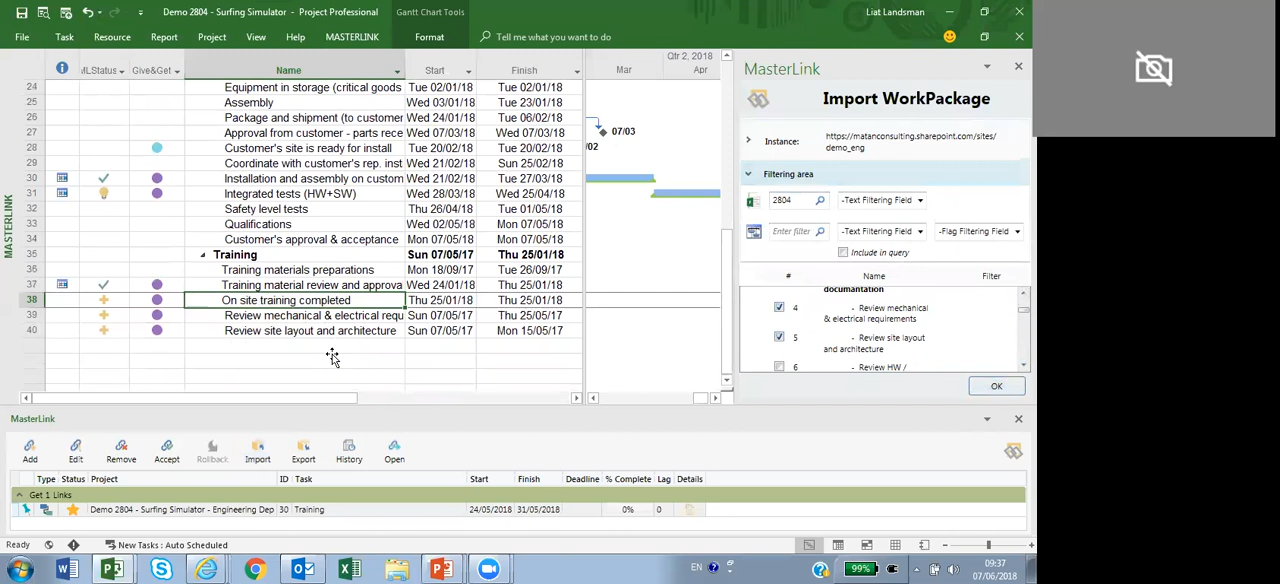 Demo 2804 - Surfing Simulator - Project Professional
Gantt Chart Tools
Liat Landsman
File Task Resource Report Project View Help MASTERLINK Format Tell me what you want to do
MLStatus Give&Get Name Start Finish
Qtr 2, 2018
Mar Apr
24 Equipment in storage (critical goods Tue 02/01/18 Tue 02/01/18
25 Assembly Wed 03/01/18 Tue 23/01/18
26 Package and shipment (to customer Wed 24/01/18 Tue 06/02/18
27 Approval from customer - parts rece Wed 07/03/18 Wed 07/03/18 07/03
28 Customer's site is ready for install Tue 20/02/18 Tue 20/02/18 /02
29 Coordinate with customer's rep. inst Wed 21/02/18 Sun 25/02/18
30 Installation and assembly on custom Wed 21/02/18 Tue 27/03/18
31 Integrated tests (HW+SW) Wed 28/03/18 Wed 25/04/18
32 Safety level tests Thu 26/04/18 Tue 01/05/18
33 Qualifications Wed 02/05/18 Mon 07/05/18
34 Customer's approval & acceptance Mon 07/05/18 Mon 07/05/18
35 Training Sun 07/05/17 Thu 25/01/18
36 Training materials preparations Mon 18/09/17 Tue 26/09/17
37 Training material review and approva Wed 24/01/18 Thu 25/01/18
38 On site training completed Thu 25/01/18 Thu 25/01/18
39 Review mechanical & electrical requ Sun 07/05/17 Thu 25/05/17
40 Review site layout and architecture Sun 07/05/17 Mon 15/05/17
MASTERLINK
MasterLink
Import WorkPackage
Instance: https://matanconsulting.sharepoint.com/sites/
demo_eng
Filtering area
2804 -Text Filtering Field
Enter filter -Text Filtering Field -Flag Filtering Field
Include in query
# Name Filter
documantation
4 - Review mechanical
& electrical requirements
5 - Review site layout
and architecture
6 - Review HW /
OK
MasterLink
Add Edit Remove Accept Rollback Import Export History Open
Type Status Project ID Task Start Finish Deadline % Complete Lag Details
Get 1 Links
Demo 2804 - Surfing Simulator - Engineering Dep 30 Training 24/05/2018 31/05/2018 0% 0
Ready New Tasks : Auto Scheduled
EN 99% 09:37
07/06/2018